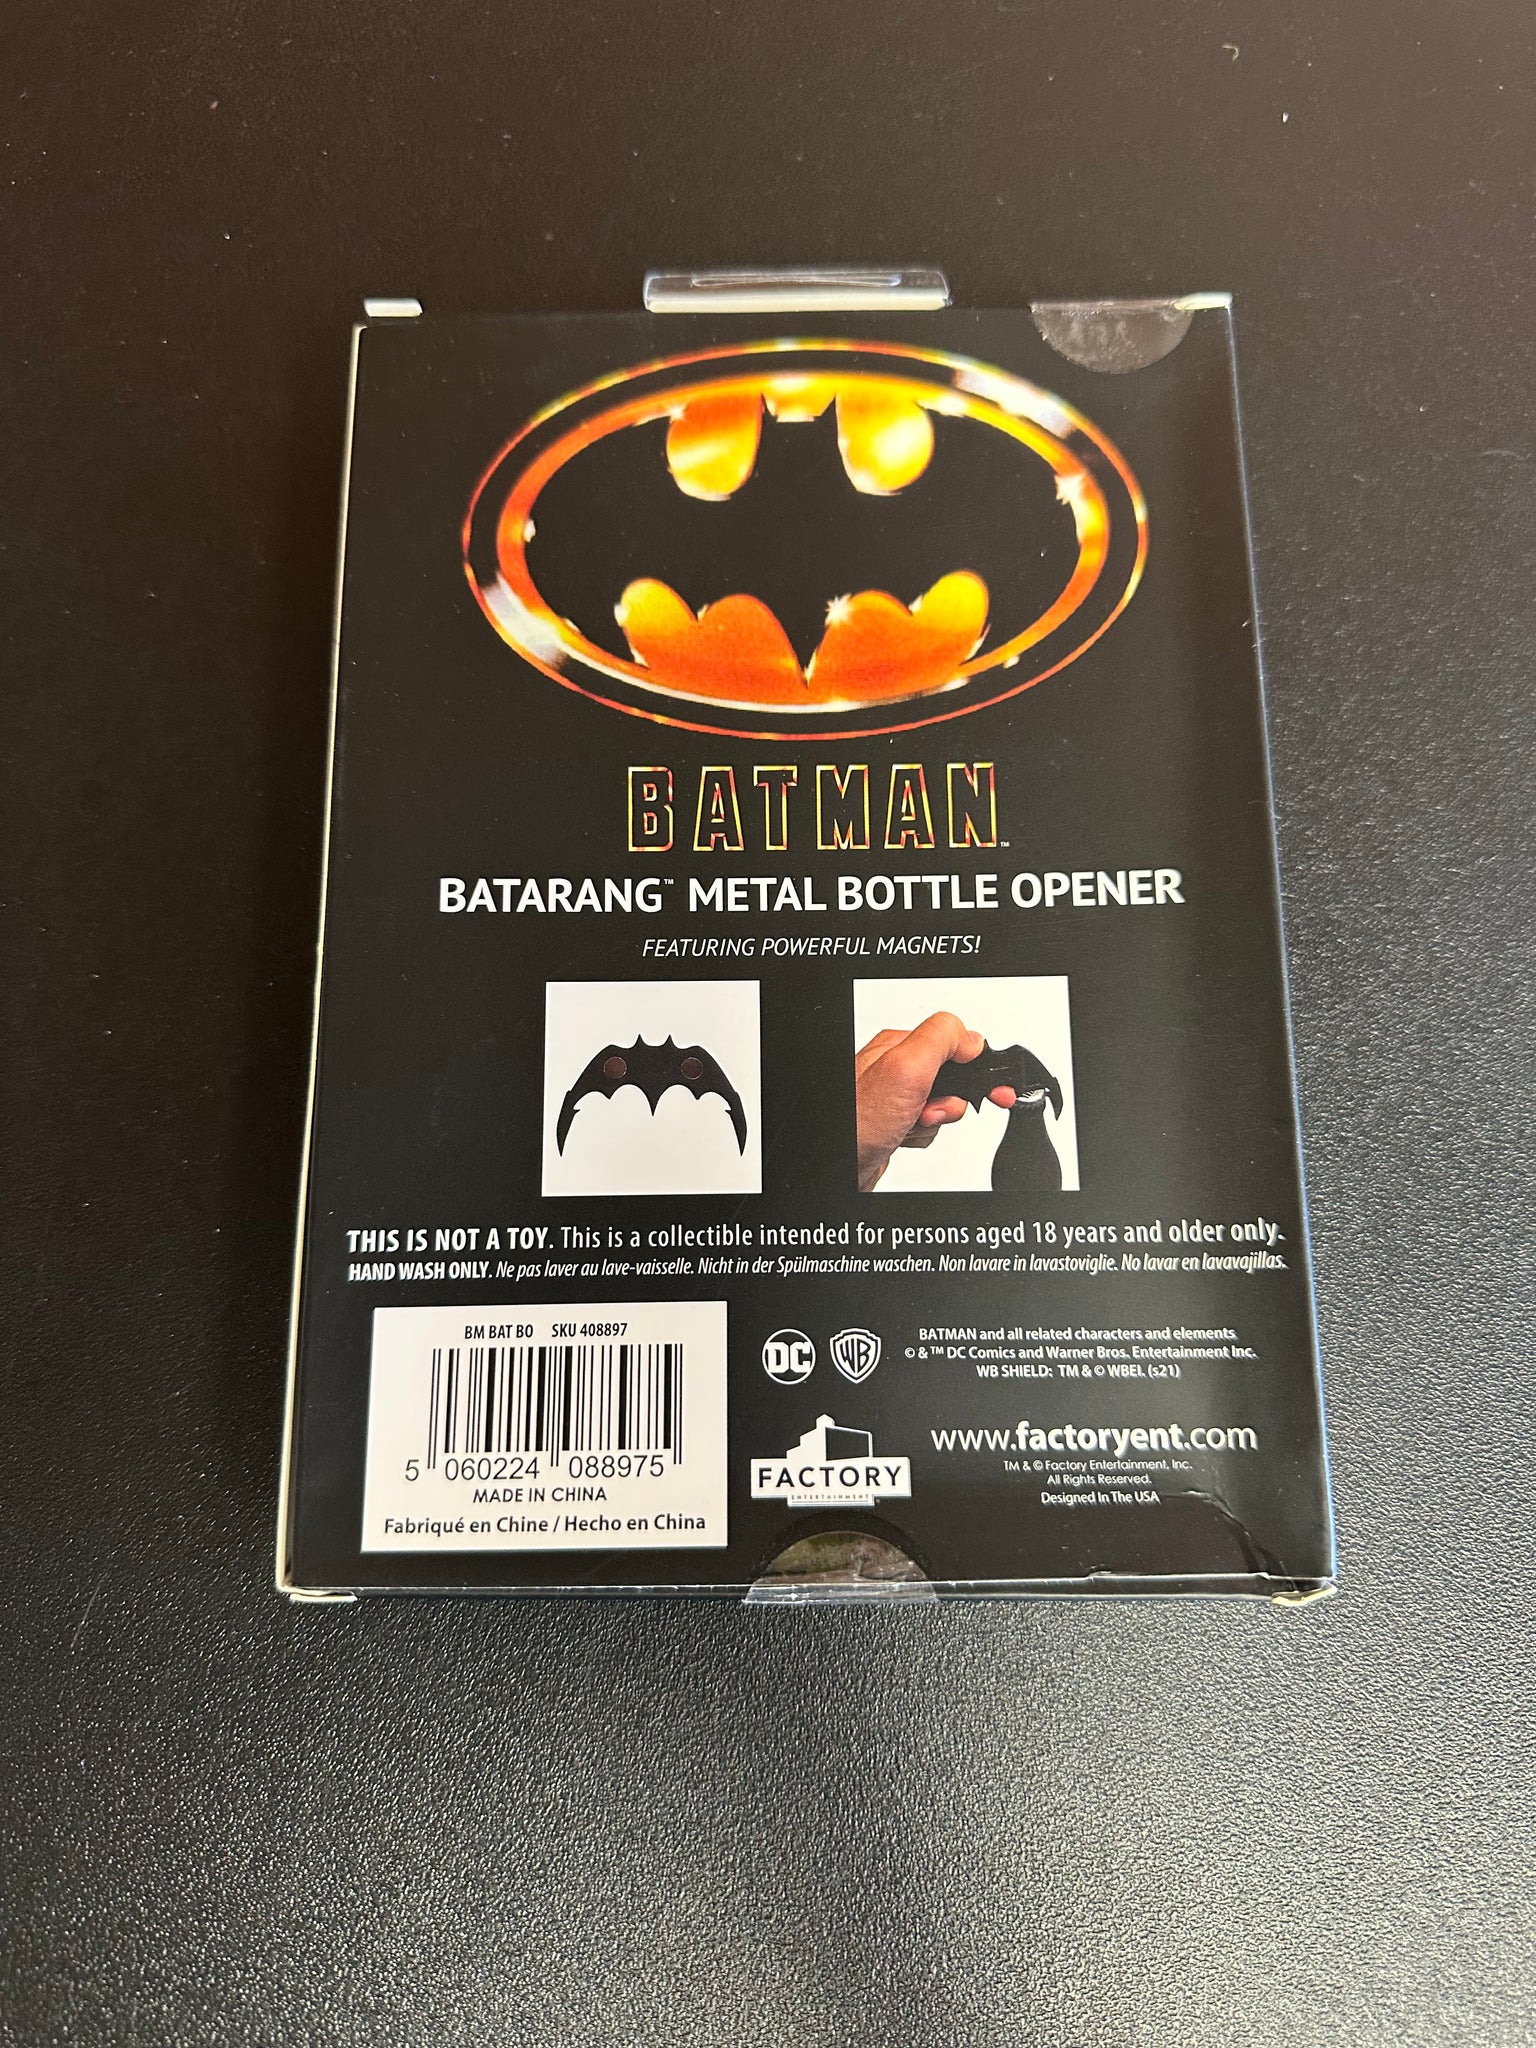 BATMAN™
BATARANG™ METAL BOTTLE OPENER
FEATURING POWERFUL MAGNETS!
THIS IS NOT A TOY. This is a collectible intended for persons aged 18 years and older only.
HAND WASH ONLY. Ne pas laver au lave-vaisselle. Nicht in der Spülmaschine waschen. Non lavare in lavastoviglie. No lavar en lavavajillas.
BM BAT BO SKU 408897
5 060224 088975
MADE IN CHINA
Fabriqué en Chine / Hecho en China
DC
WB
BATMAN and all related characters and elements
© & ™ DC Comics and Warner Bros. Entertainment Inc.
WB SHIELD: TM & © WBEI. (s21)
FACTORY
ENTERTAINMENT
www.factoryent.com
TM & © Factory Entertainment, Inc.
All Rights Reserved.
Designed In The USA